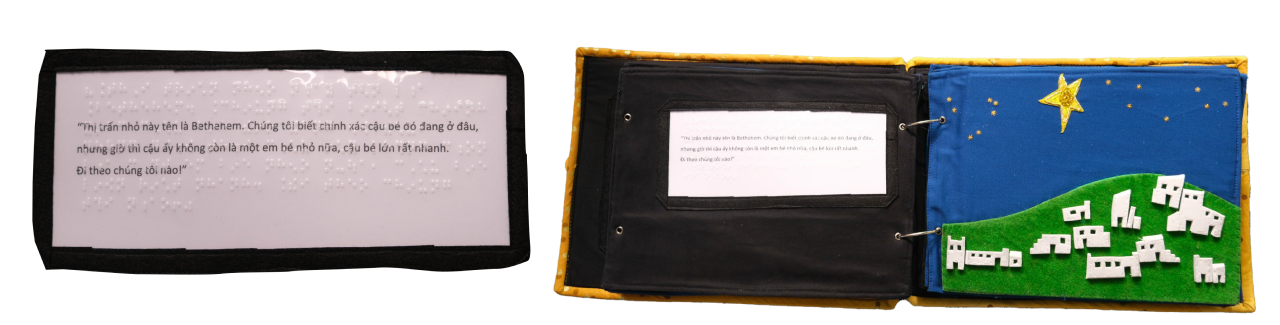 “Thị trấn nhỏ này tên là Bethehem. Chúng tôi biết chính xác cậu bé đó đang ở đâu,
nhưng giờ thì cậu ấy không còn là một em bé nhỏ nữa, cậu bé lớn rất nhanh.
Đi theo chúng tôi nào!”
“Thị trấn nhỏ này tên là Bethehem. Chúng tôi biết chính xác cậu bé đó đang ở đâu,
nhưng giờ thì cậu ấy không còn là một em bé nhỏ nữa, cậu bé lớn rất nhanh.
Đi theo chúng tôi nào!”